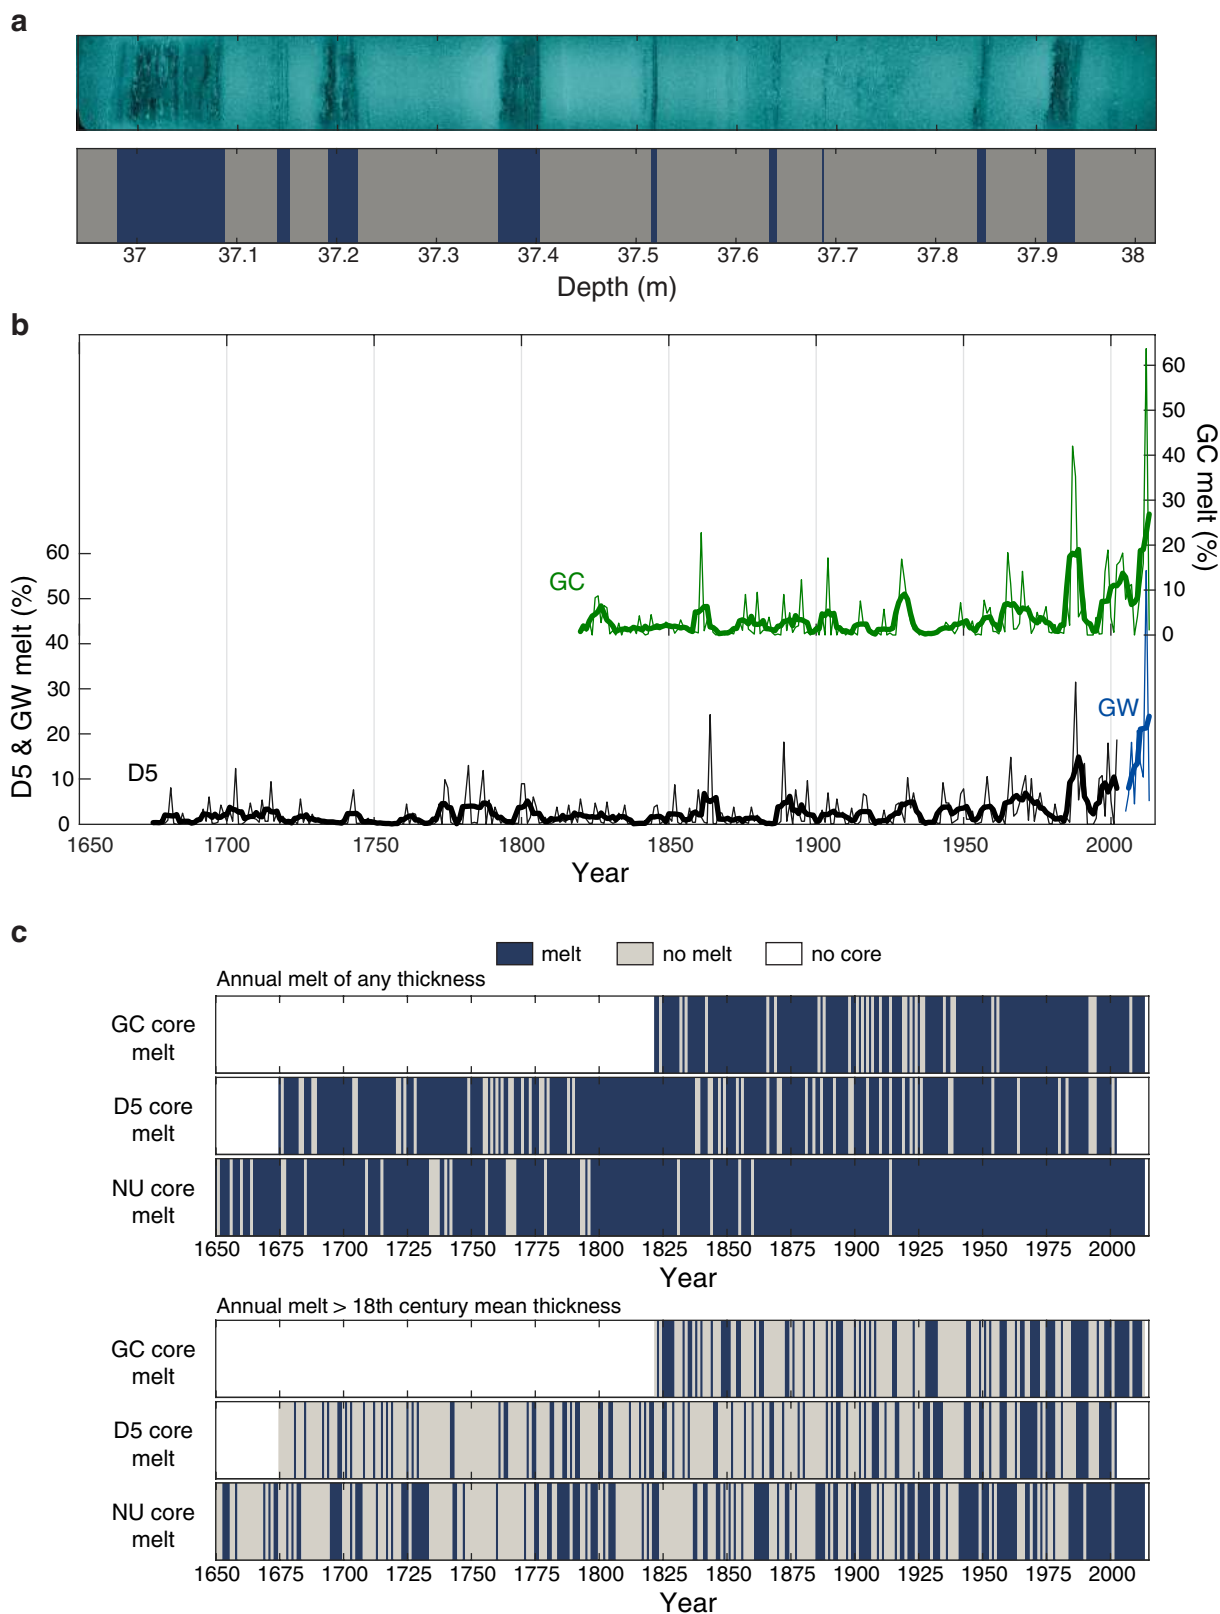 a
37 37.1 37.2 37.3 37.4 37.5 37.6 37.7 37.8 37.9 38
Depth (m)
b
60
50
40
30
20
10
0
D5 & GW melt (%)
60
50
40
30
20
10
0
GC melt (%)
GC
GW
D5
1650 1700 1750 1800 1850 1900 1950 2000
Year
c
melt no melt no core
Annual melt of any thickness
GC core
melt
D5 core
melt
NU core
melt
1650 1675 1700 1725 1750 1775 1800 1825 1850 1875 1900 1925 1950 1975 2000
Year
Annual melt > 18th century mean thickness
GC core
melt
D5 core
melt
NU core
melt
1650 1675 1700 1725 1750 1775 1800 1825 1850 1875 1900 1925 1950 1975 2000
Year